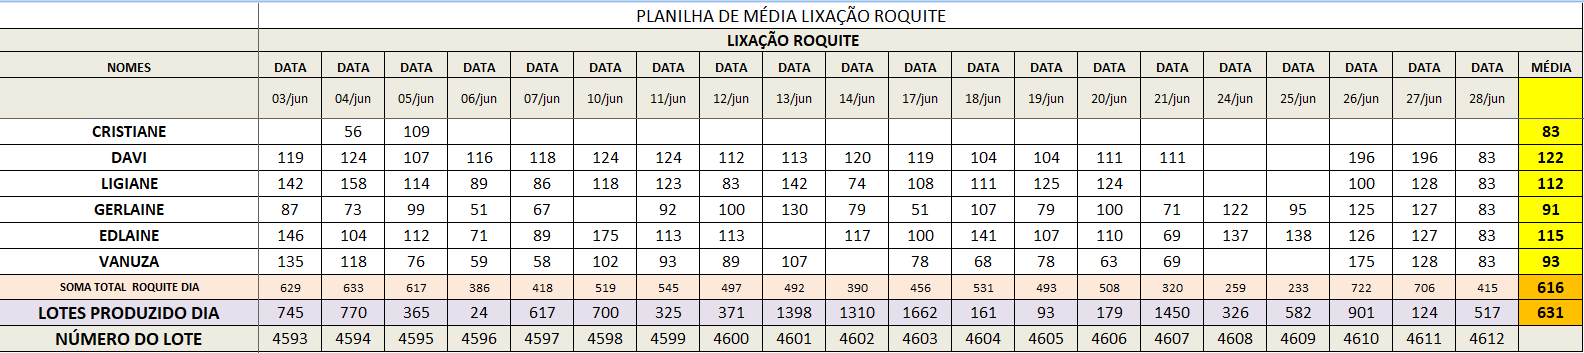 PLANILHA DE MÉDIA LIXAÇÃO ROQUITE
LIXAÇÃO ROQUITE
NOMES DATA DATA DATA DATA DATA DATA DATA DATA DATA DATA DATA DATA DATA DATA DATA DATA DATA DATA DATA DATA MÉDIA
03/jun 04/jun 05/jun 06/jun 07/jun 10/jun 11/jun 12/jun 13/jun 14/jun 17/jun 18/jun 19/jun 20/jun 21/jun 24/jun 25/jun 26/jun 27/jun 28/jun
CRISTIANE 56 109 83
DAVI 119 124 107 116 118 124 124 112 113 120 119 104 104 111 111 196 196 83 122
LIGIANE 142 158 114 89 86 118 123 83 142 74 108 111 125 124 100 128 83 112
GERLAINE 87 73 99 51 67 92 100 130 79 51 107 79 100 71 122 95 125 127 83 91
EDLAINE 146 104 112 71 89 175 113 113 117 100 141 107 110 69 137 138 126 127 83 115
VANUZA 135 118 76 59 58 102 93 89 107 78 68 78 63 69 175 128 83 93
SOMA TOTAL ROQUITE DIA 629 633 617 386 418 519 545 497 492 390 456 531 493 508 320 259 233 722 706 415 616
LOTES PRODUZIDO DIA 745 770 365 24 617 700 325 371 1398 1310 1662 161 93 179 1450 326 582 901 124 517 631
NÚMERO DO LOTE 4593 4594 4595 4596 4597 4598 4599 4600 4601 4602 4603 4604 4605 4606 4607 4608 4609 4610 4611 4612